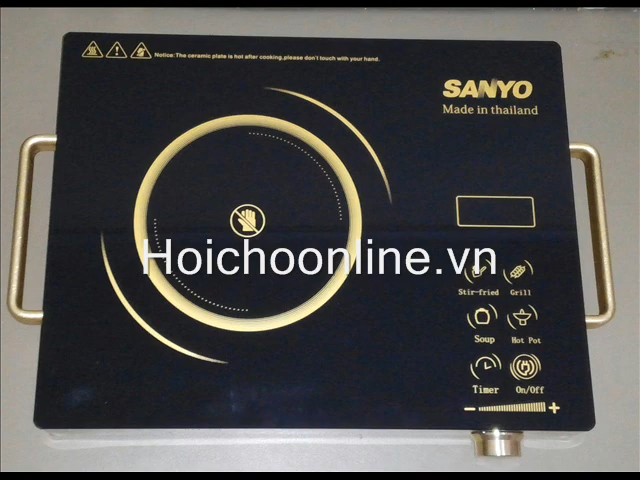 Notice: The ceramic plate is hot after cooking,please don't touch with your hand.
SANYO
Made in thailand
Hoichoonline.vn
Stir-fried Grill
Soup Hot Pot
Timer On/Off
− +